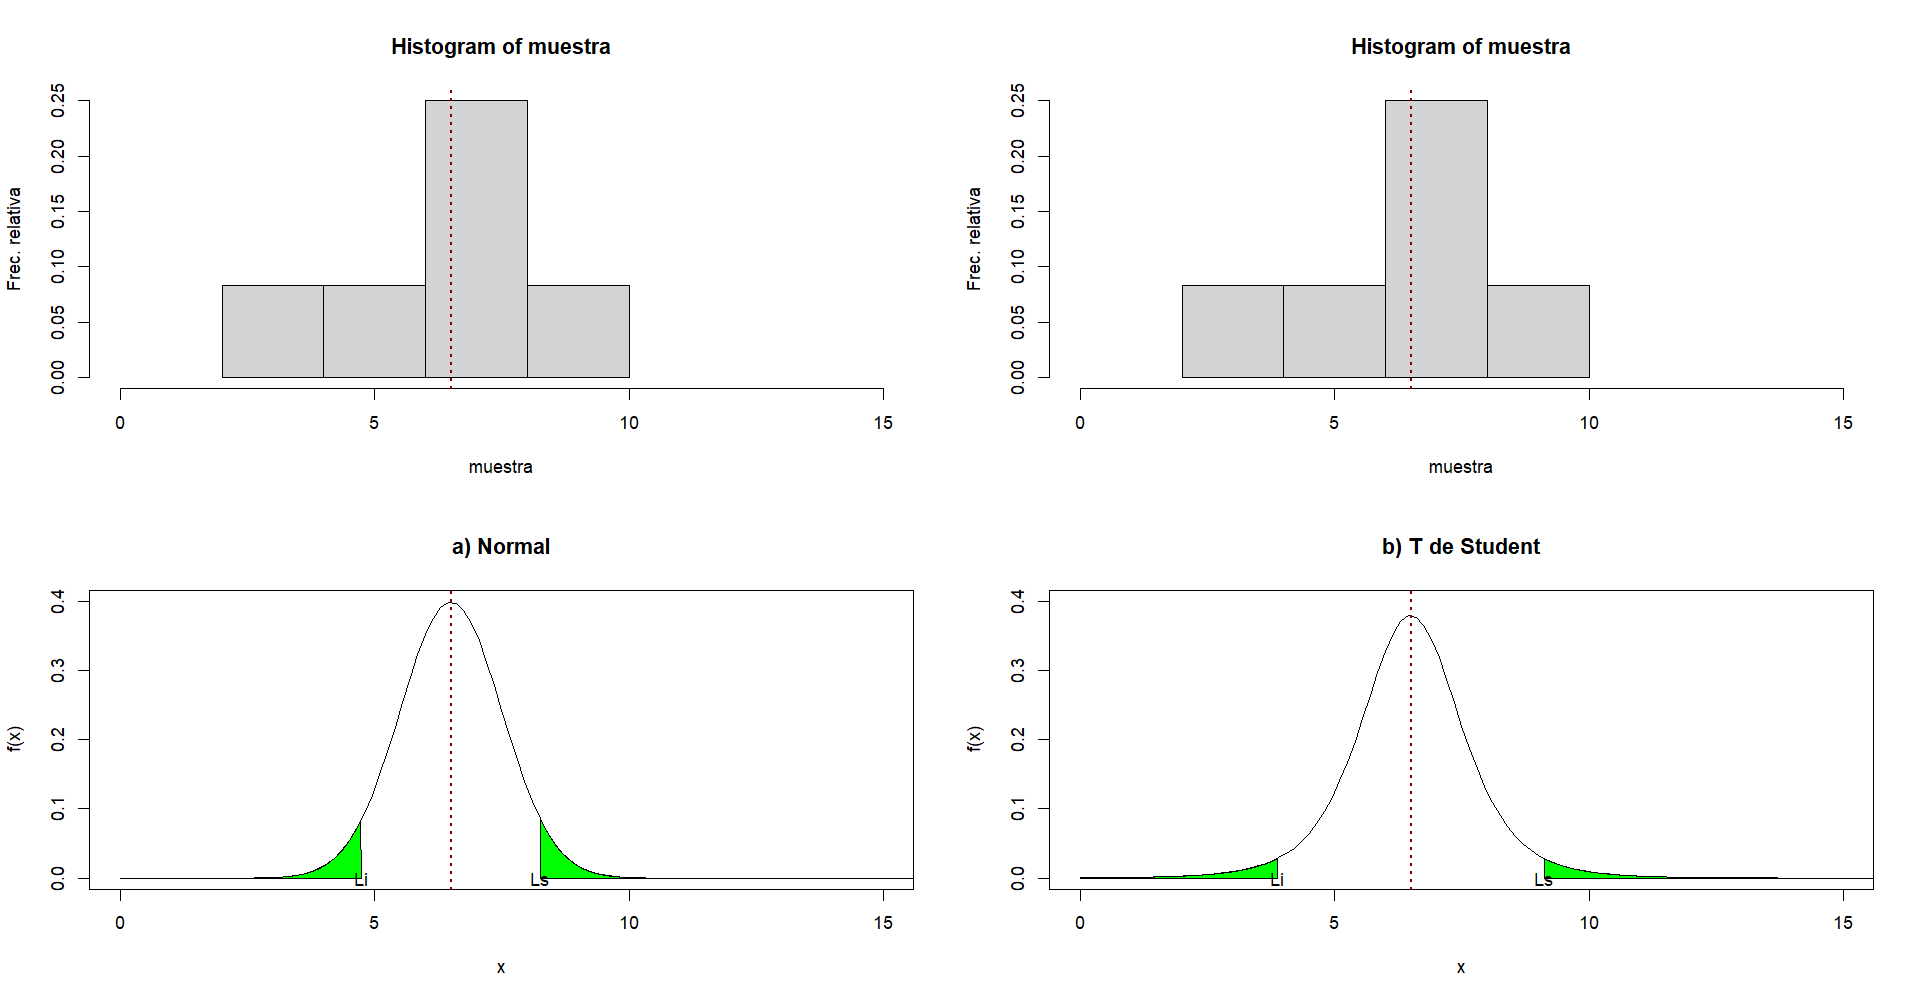 Histogram of muestra
Frec. relativa
0.25
0.20
0.15
0.10
0.05
0.00
0 5 10 15
muestra
Histogram of muestra
Frec. relativa
0.25
0.20
0.15
0.10
0.05
0.00
0 5 10 15
muestra
a) Normal
f(x)
0.4
0.3
0.2
0.1
0.0
Li Ls
0 5 10 15
x
b) T de Student
f(x)
0.4
0.3
0.2
0.1
0.0
Li Ls
0 5 10 15
x